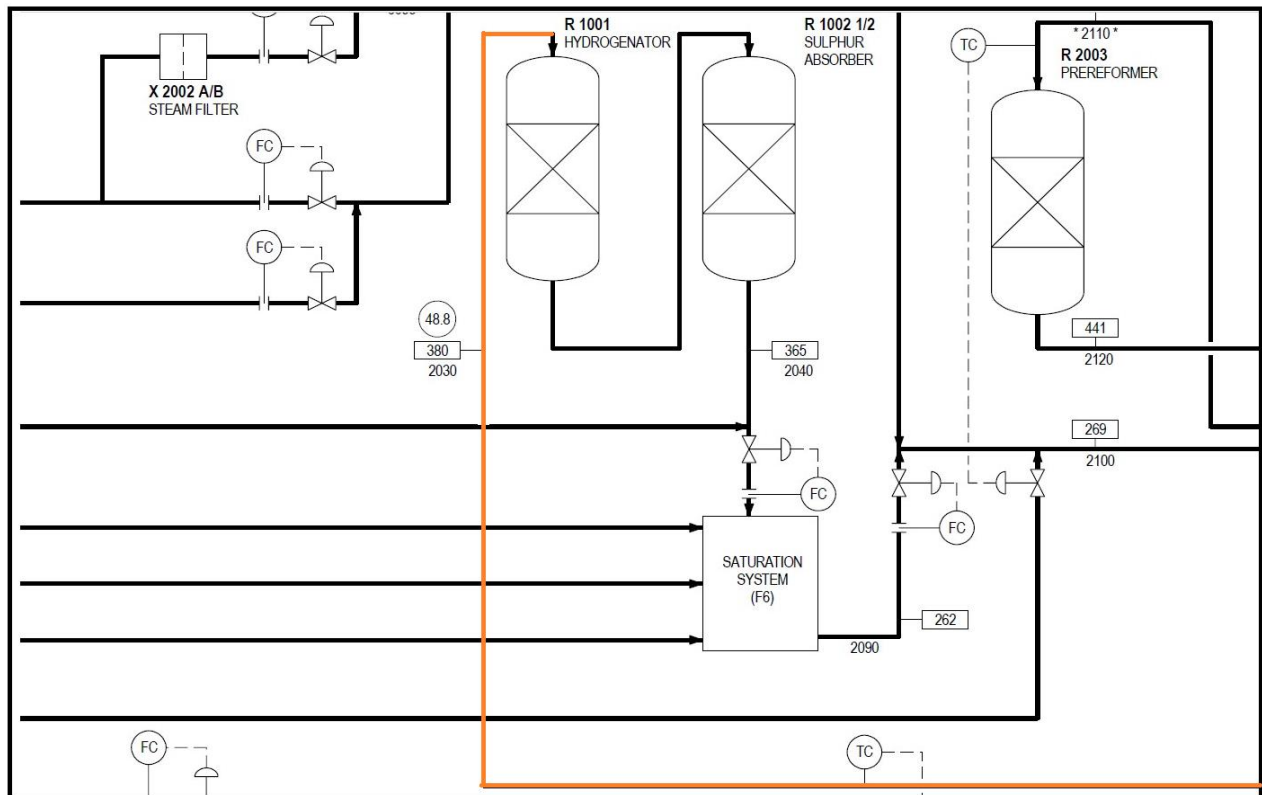 R 1001
HYDROGENATOR
R 1002 1/2
SULPHUR
ABSORBER
* 2110 *
TC
R 2003
PREREFORMER
X 2002 A/B
STEAM FILTER
FC
FC
48.8
380
2030
365
2040
441
2120
269
2100
FC
FC
SATURATION
SYSTEM
(F6)
262
2090
FC
TC